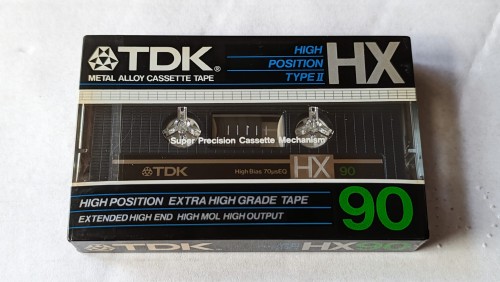 TDK®
METAL ALLOY CASSETTE TAPE
HIGH
POSITION
TYPE II
HX
Super Precision Cassette Mechanism
TDK
High Bias 70μsEQ
HX
90
HIGH POSITION EXTRA HIGH GRADE TAPE
EXTENDED HIGH END HIGH MOL HIGH OUTPUT
90
TDK
HX90